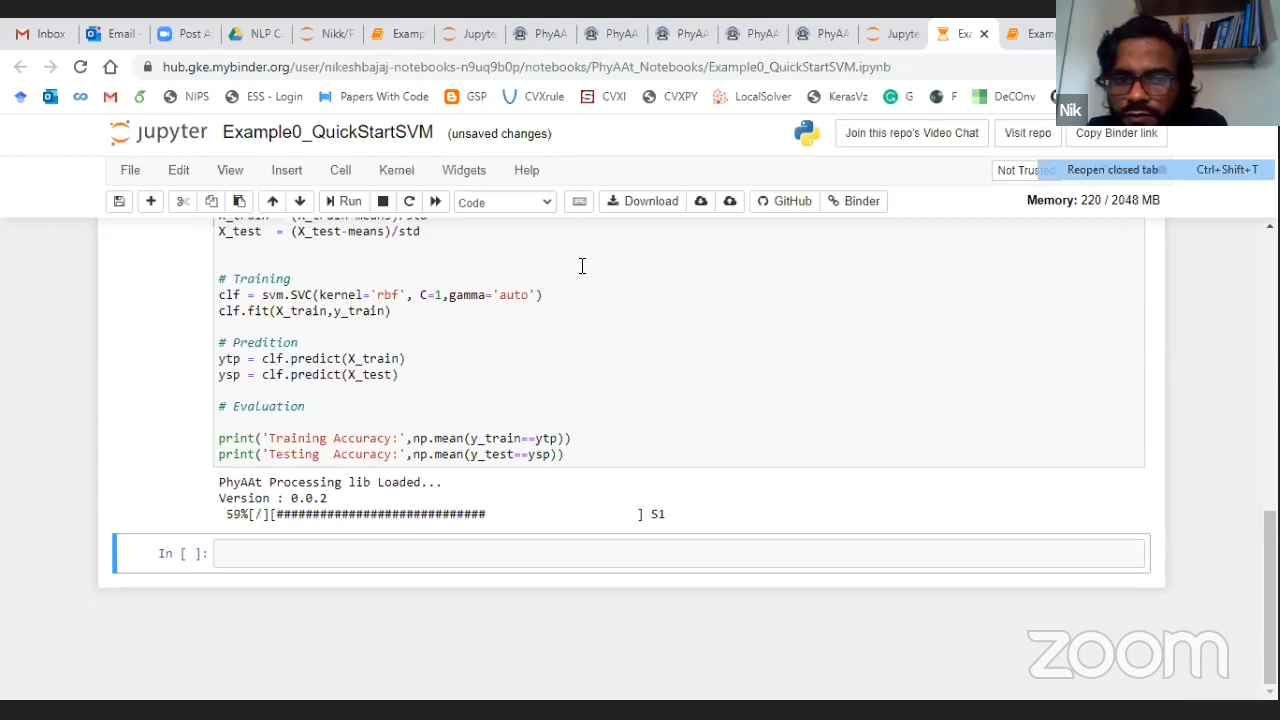 Inbox Email - Post A NLP C Nikk/F Examp Jupyte PhyAA PhyAA PhyAA PhyAA PhyAA Jupyte Exa Exam
hub.gke.mybinder.org/user/nikeshbajaj-notebooks-n9uq9b0p/notebooks/PhyAAt_Notebooks/Example0_QuickStartSVM.ipynb
NIPS ESS - Login Papers With Code GSP CVXrule CVXI CVXPY LocalSolver KerasVz G F DeCOnv
Nik
jupyter Example0_QuickStartSVM (unsaved changes) Join this repo's Video Chat Visit repo Copy Binder link
File Edit View Insert Cell Kernel Widgets Help Not Trus Reopen closed tab Ctrl+Shift+T
Run Code Download GitHub Binder Memory: 220 / 2048 MB
X_test = (X_test-means)/std
# Training
clf = svm.SVC(kernel='rbf', C=1,gamma='auto')
clf.fit(X_train,y_train)
# Predition
ytp = clf.predict(X_train)
ysp = clf.predict(X_test)
# Evaluation
print('Training Accuracy:',np.mean(y_train==ytp))
print('Testing  Accuracy:',np.mean(y_test==ysp))
PhyAAt Processing lib Loaded...
Version : 0.0.2
59%[/][############################# ] S1
In [ ]:
zoom